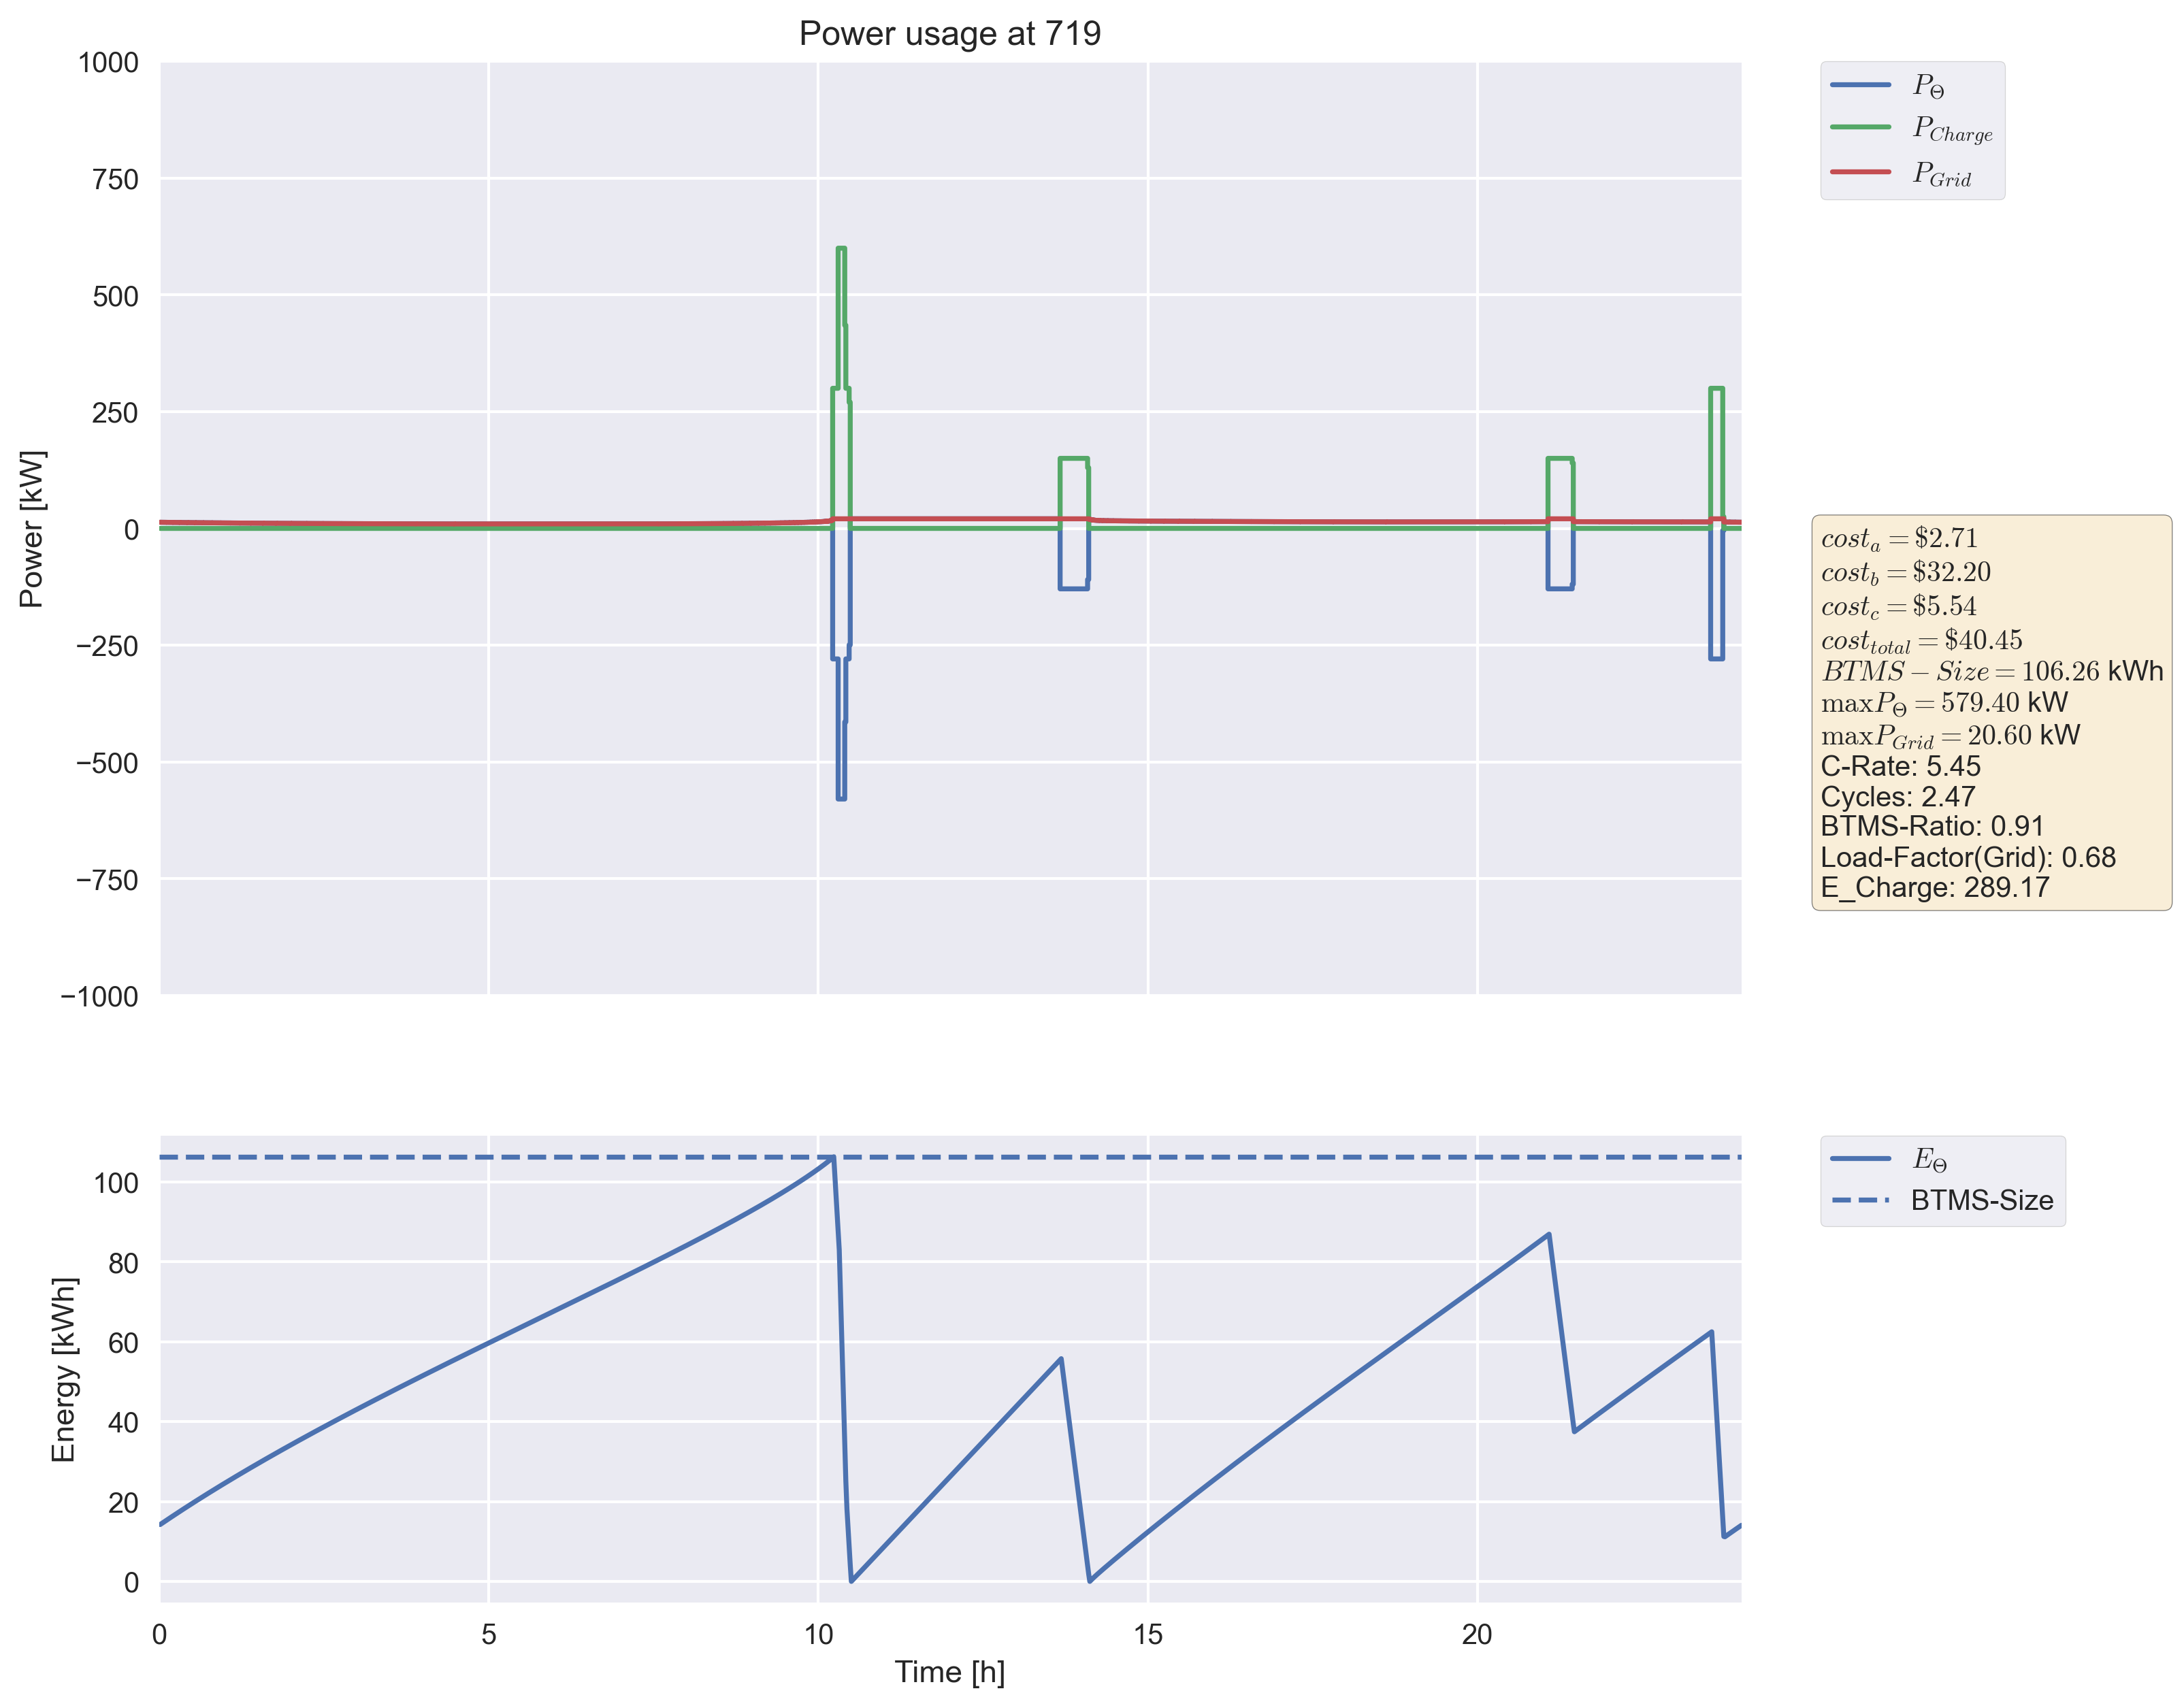 Power usage at 719
1000
750
500
250
0
−250
−500
−750
−1000
Power [kW]
P_Θ
P_Charge
P_Grid
cost_a = $2.71
cost_b = $32.20
cost_c = $5.54
cost_total = $40.45
BTMS − Size = 106.26 kWh
maxP_Θ = 579.40 kW
maxP_Grid = 20.60 kW
C-Rate: 5.45
Cycles: 2.47
BTMS-Ratio: 0.91
Load-Factor(Grid): 0.68
E_Charge: 289.17
100
80
60
40
20
0
Energy [kWh]
E_Θ
BTMS-Size
0 5 10 15 20
Time [h]